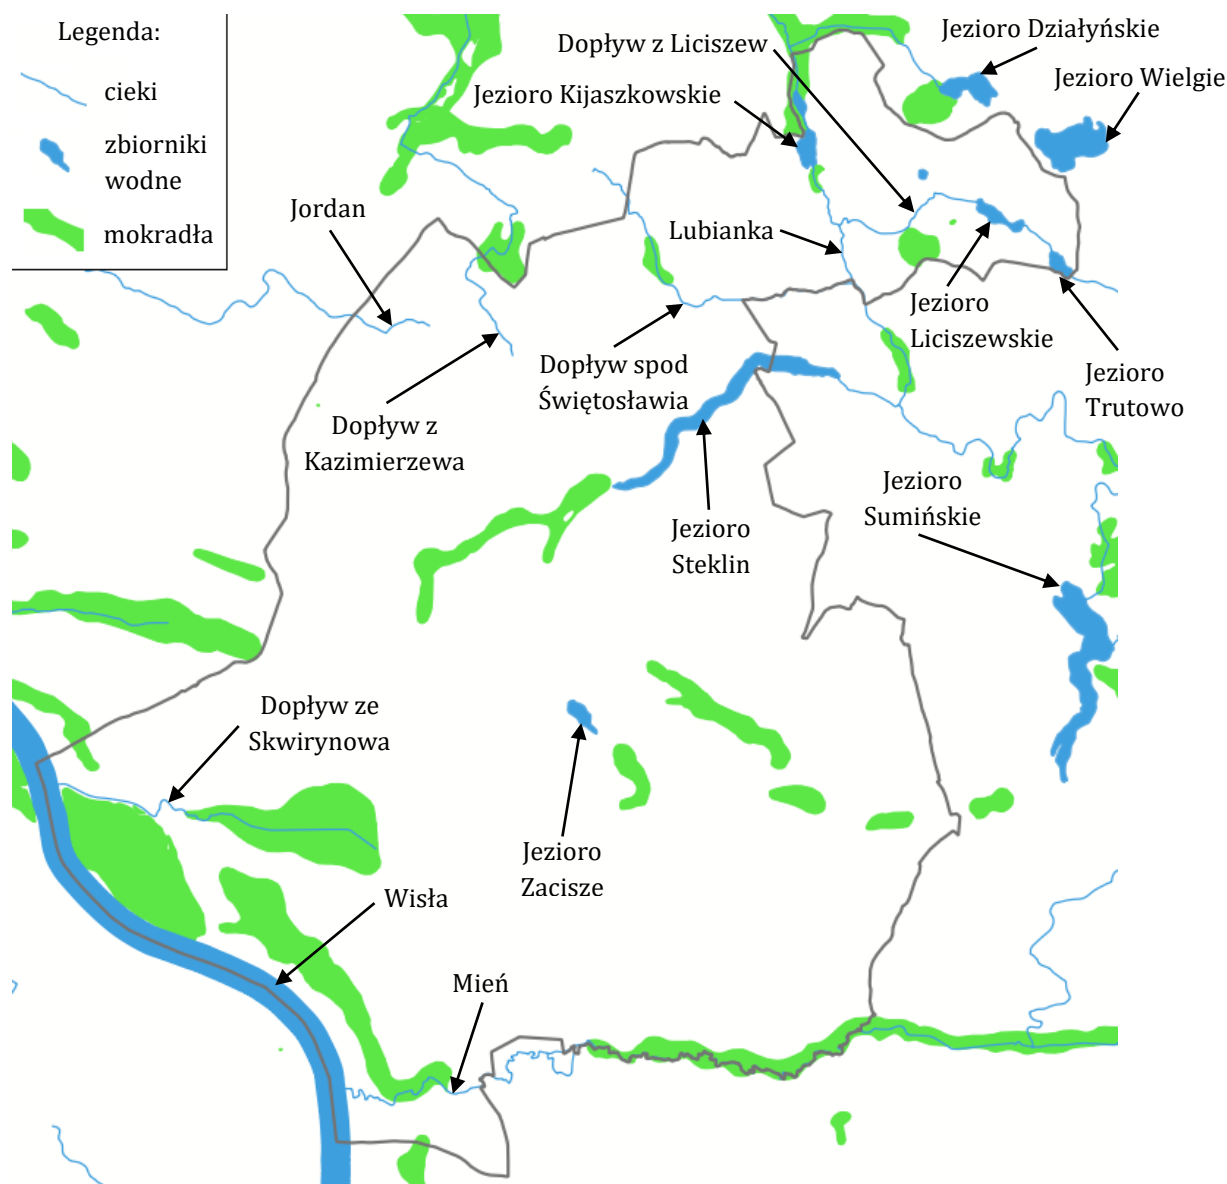 Legenda:
cieki
zbiorniki
wodne
mokradła
Dopływ z Liciszew
Jezioro Działyńskie
Jezioro Wielgie
Jezioro Kijaszkowskie
Jordan
Lubianka
Jezioro
Liciszewskie
Dopływ spod
Świętosławia
Jezioro
Trutowo
Dopływ z
Kazimierzewa
Jezioro
Sumińskie
Jezioro
Steklin
Dopływ ze
Skwirynowa
Jezioro
Zacisze
Wisła
Mień